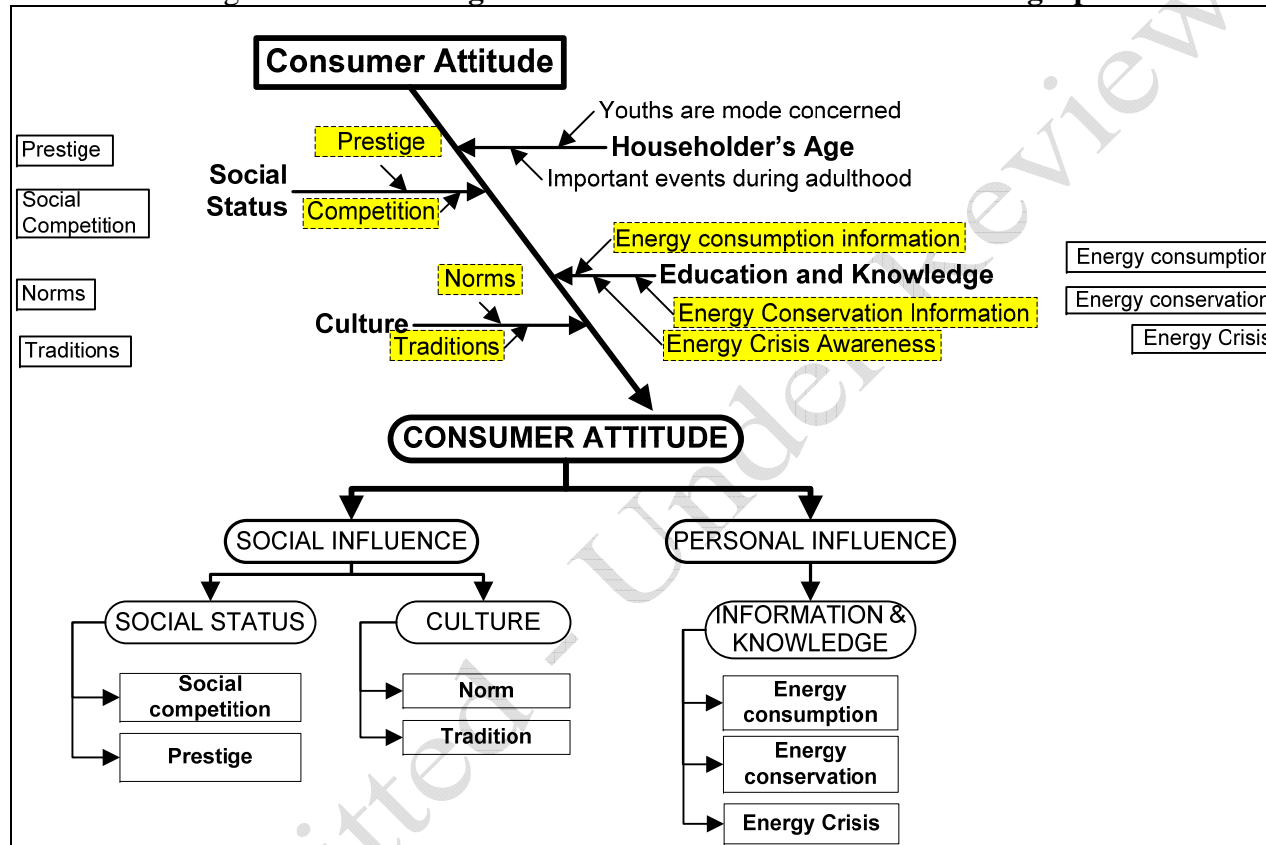 Consumer Attitude
Youths are mode concerned
Prestige
Householder's Age
Prestige
Important events during adulthood
Social
Status
Social
Competition
Competition
Energy consumption information
Energy consumption
Education and Knowledge
Norms
Norms
Energy conservation
Energy Conservation Information
Culture
Traditions
Traditions
Energy Crisis Awareness
Energy Crisis
CONSUMER ATTITUDE
SOCIAL INFLUENCE
PERSONAL INFLUENCE
SOCIAL STATUS
CULTURE
INFORMATION &
KNOWLEDGE
Social
competition
Norm
Energy
consumption
Prestige
Tradition
Energy
conservation
Energy Crisis
itted - Under Review